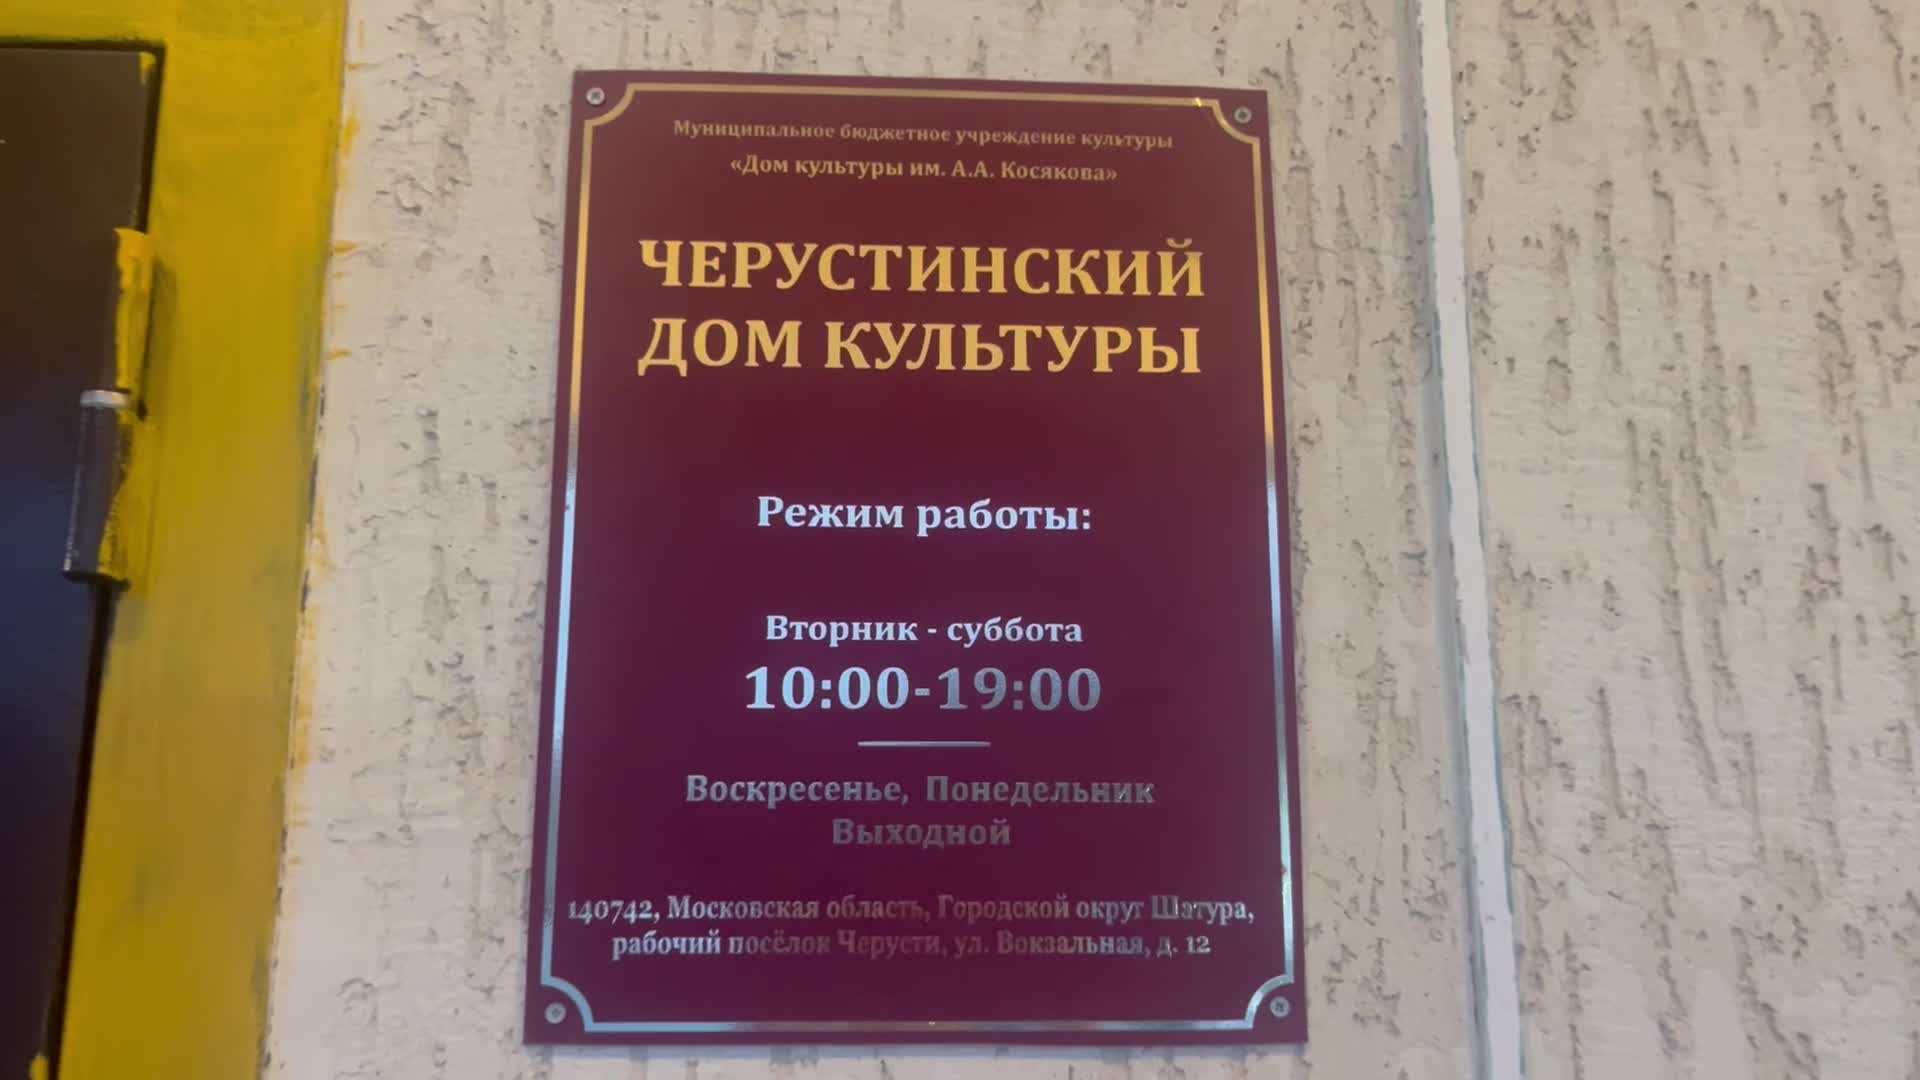 Муниципальное бюджетное учреждение культуры
«Дом культуры им. А.А. Косякова»
ЧЕРУСТИНСКИЙ
ДОМ КУЛЬТУРЫ
Режим работы:
Вторник - суббота
10:00-19:00
Воскресенье, Понедельник
Выходной
140742, Московская область, Городской округ Шатура,
рабочий посёлок Черусти, ул. Вокзальная, д. 12